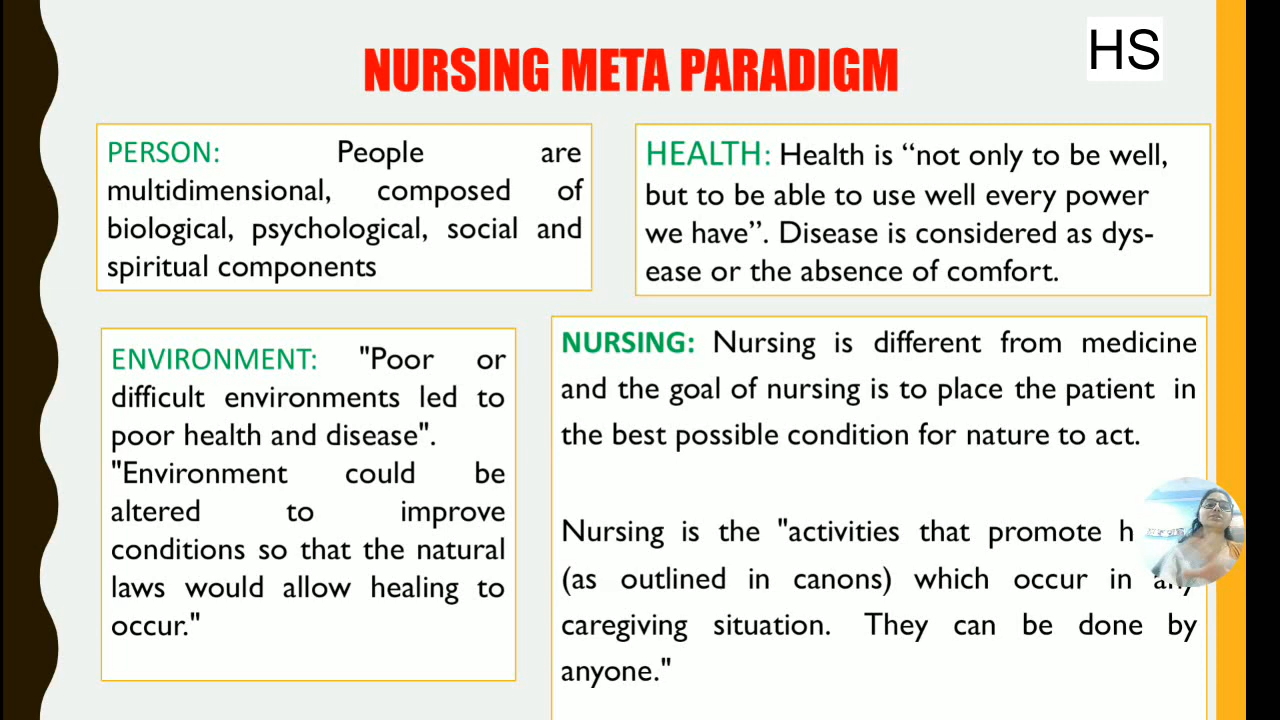 HS
NURSING META PARADIGM
PERSON: People are
multidimensional, composed of
biological, psychological, social and
spiritual components
HEALTH: Health is “not only to be well,
but to be able to use well every power
we have”. Disease is considered as dys-
ease or the absence of comfort.
ENVIRONMENT: "Poor or
difficult environments led to
poor health and disease".
"Environment could be
altered to improve
conditions so that the natural
laws would allow healing to
occur."
NURSING: Nursing is different from medicine
and the goal of nursing is to place the patient in
the best possible condition for nature to act.
Nursing is the "activities that promote
(as outlined in canons) which occur in any
caregiving situation. They can be done by
anyone."